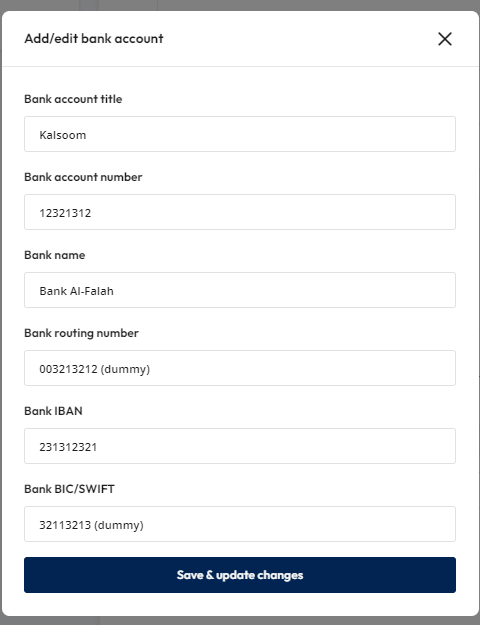 Add/edit bank account
Bank account title
Kalsoom
Bank account number
12321312
Bank name
Bank Al-Falah
Bank routing number
003213212 (dummy)
Bank IBAN
231312321
Bank BIC/SWIFT
32113213 (dummy)
Save & update changes